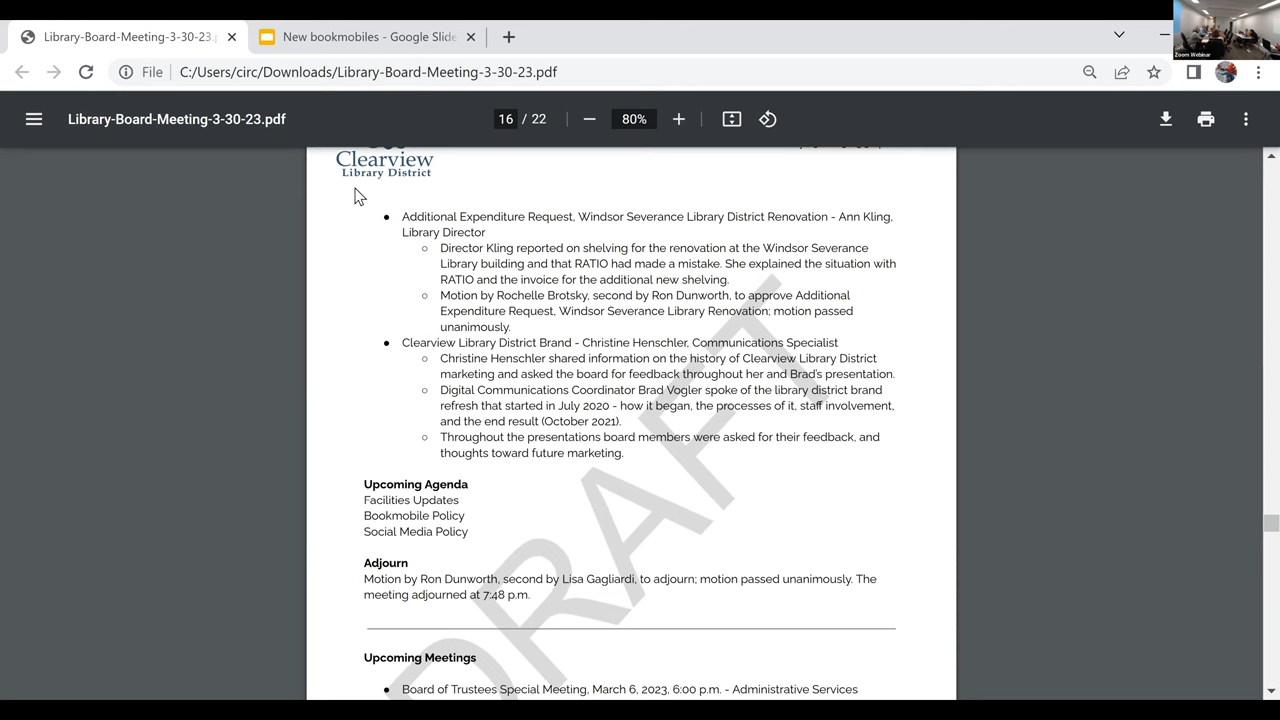 Library-Board-Meeting-3-30-23.p
New bookmobiles - Google Slide
Zoom Webinar
File
C:/Users/circ/Downloads/Library-Board-Meeting-3-30-23.pdf
Library-Board-Meeting-3-30-23.pdf
16 / 22
80%
Clearview
Library District
● Additional Expenditure Request, Windsor Severance Library District Renovation - Ann Kling,
Library Director
○ Director Kling reported on shelving for the renovation at the Windsor Severance
Library building and that RATIO had made a mistake. She explained the situation with
RATIO and the invoice for the additional new shelving.
○ Motion by Rochelle Brotsky, second by Ron Dunworth, to approve Additional
Expenditure Request, Windsor Severance Library Renovation; motion passed
unanimously.
● Clearview Library District Brand - Christine Henschler, Communications Specialist
○ Christine Henschler shared information on the history of Clearview Library District
marketing and asked the board for feedback throughout her and Brad's presentation.
○ Digital Communications Coordinator Brad Vogler spoke of the library district brand
refresh that started in July 2020 - how it began, the processes of it, staff involvement,
and the end result (October 2021).
○ Throughout the presentations board members were asked for their feedback, and
thoughts toward future marketing.
Upcoming Agenda
Facilities Updates
Bookmobile Policy
Social Media Policy
Adjourn
Motion by Ron Dunworth, second by Lisa Gagliardi, to adjourn; motion passed unanimously. The
meeting adjourned at 7:48 p.m.
Upcoming Meetings
● Board of Trustees Special Meeting, March 6, 2023, 6:00 p.m. - Administrative Services
DRAFT